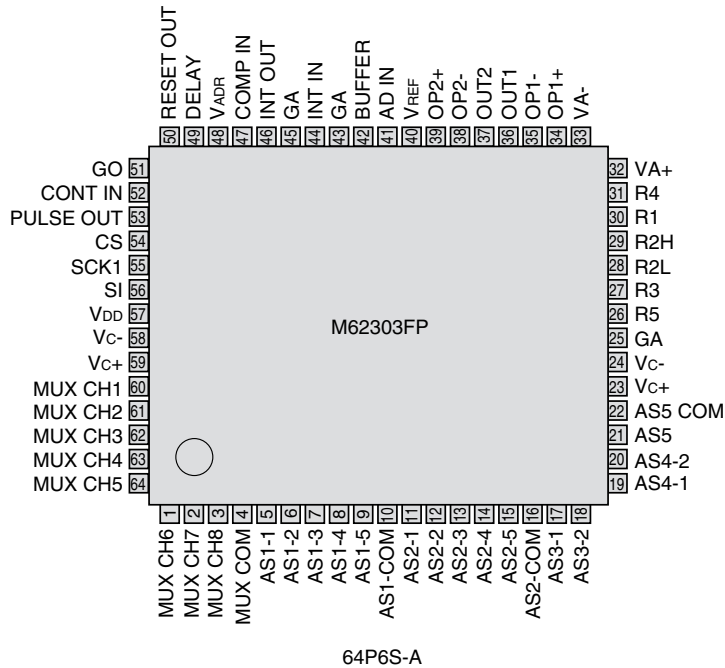 RESET OUT
DELAY
VADR
COMP IN
INT OUT
GA
INT IN
GA
BUFFER
AD IN
VREF
OP2+
OP2-
OUT2
OUT1
OP1-
OP1+
VA-
50 49 48 47 46 45 44 43 42 41 40 39 38 37 36 35 34 33
GO 51
CONT IN 52
PULSE OUT 53
CS 54
SCK1 55
SI 56
VDD 57
VC- 58
VC+ 59
MUX CH1 60
MUX CH2 61
MUX CH3 62
MUX CH4 63
MUX CH5 64
M62303FP
32 VA+
31 R4
30 R1
29 R2H
28 R2L
27 R3
26 R5
25 GA
24 VC-
23 VC+
22 AS5 COM
21 AS5
20 AS4-2
19 AS4-1
1 2 3 4 5 6 7 8 9 10 11 12 13 14 15 16 17 18
MUX CH6
MUX CH7
MUX CH8
MUX COM
AS1-1
AS1-2
AS1-3
AS1-4
AS1-5
AS1-COM
AS2-1
AS2-2
AS2-3
AS2-4
AS2-5
AS2-COM
AS3-1
AS3-2
64P6S-A